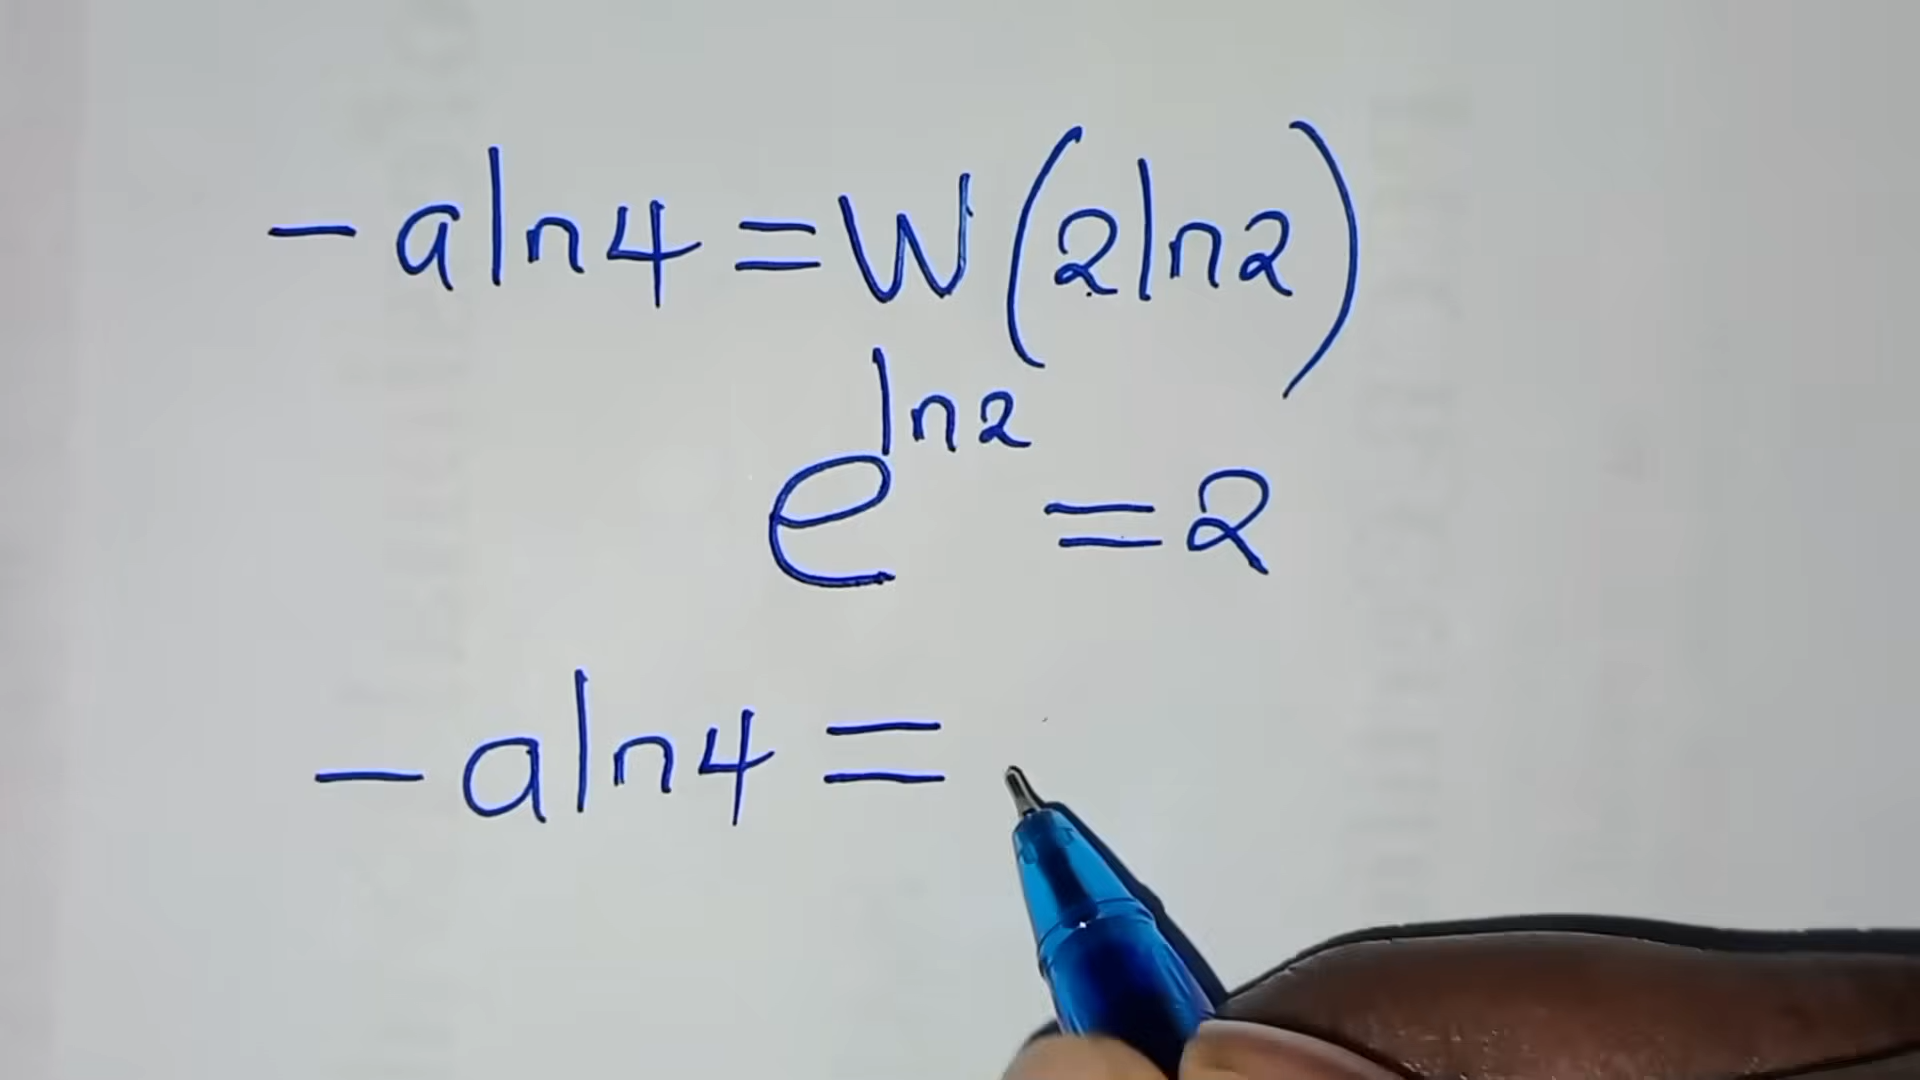 -aln4 = W(2ln2)
e^ln2 = 2
-aln4 =